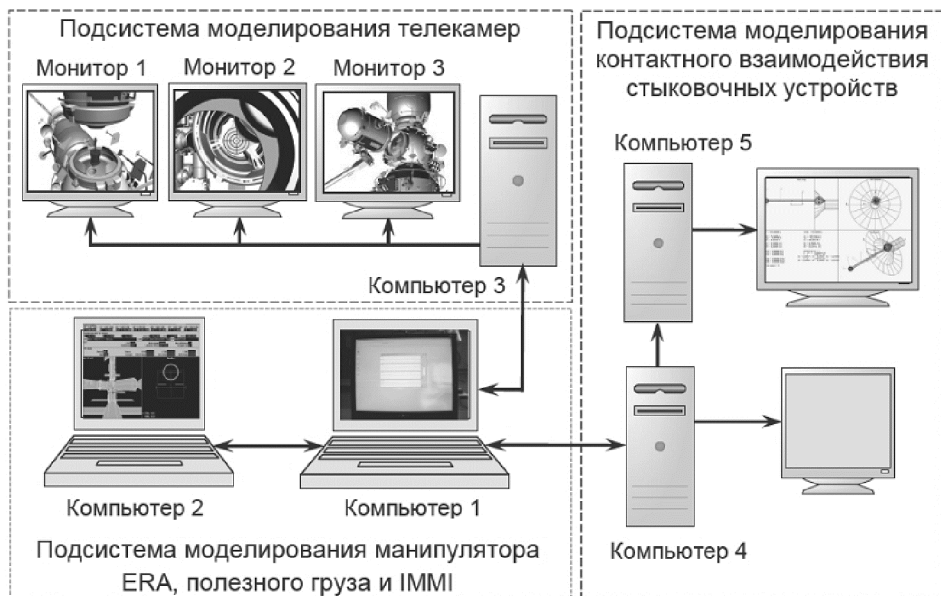 Подсистема моделирования телекамер
Монитор 1 Монитор 2 Монитор 3
Компьютер 3
Подсистема моделирования
контактного взаимодействия
стыковочных устройств
Компьютер 5
Компьютер 4
Компьютер 2 Компьютер 1
Подсистема моделирования манипулятора
ERA, полезного груза и IMMI